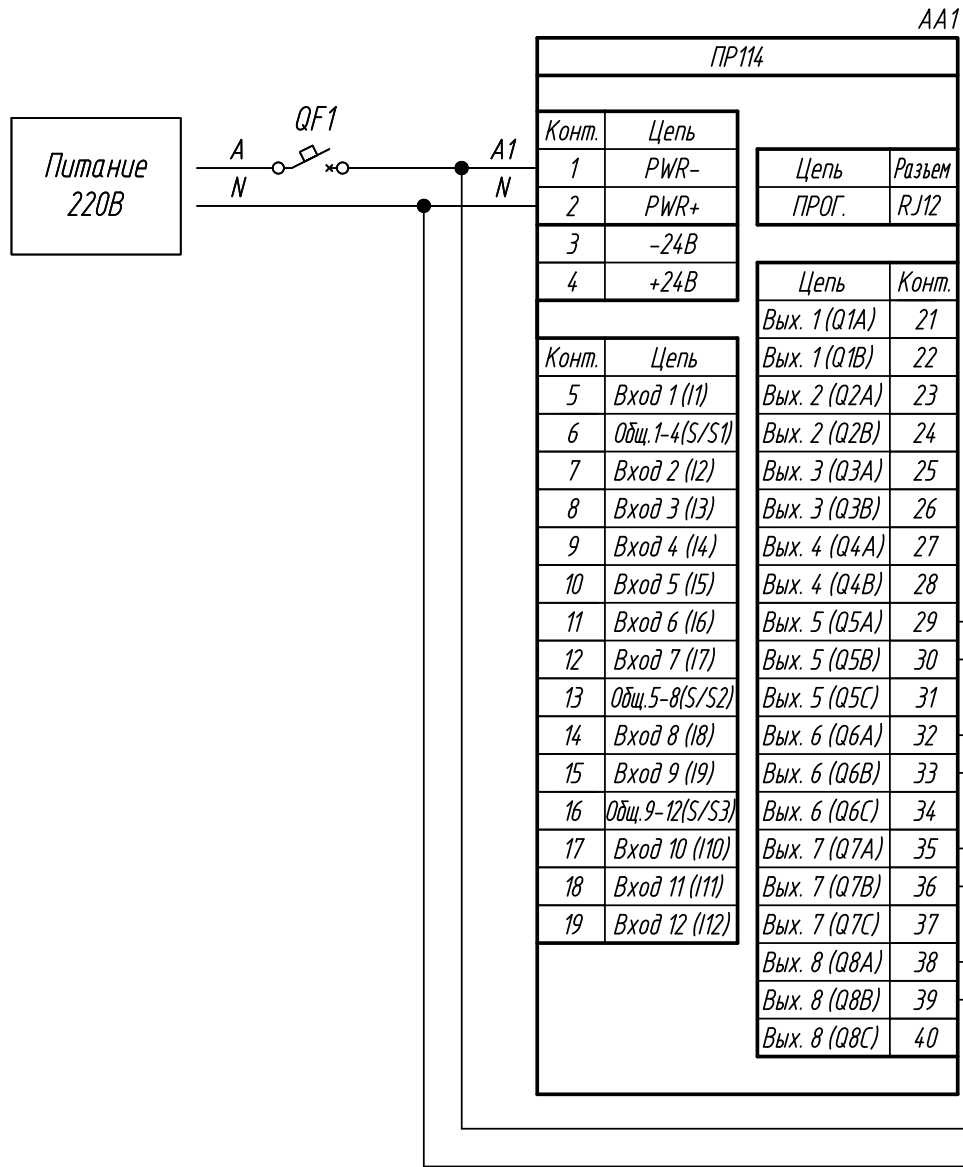 AA1
ПР114
QF1
Питание
220В
A
N
A1
N
Конт. Цепь
1 PWR-
2 PWR+
3 -24В
4 +24В
Цепь Разъем
ПРОГ. RJ12
Конт. Цепь
5 Вход 1 (I1)
6 Общ.1-4(S/S1)
7 Вход 2 (I2)
8 Вход 3 (I3)
9 Вход 4 (I4)
10 Вход 5 (I5)
11 Вход 6 (I6)
12 Вход 7 (I7)
13 Общ.5-8(S/S2)
14 Вход 8 (I8)
15 Вход 9 (I9)
16 Общ.9-12(S/S3)
17 Вход 10 (I10)
18 Вход 11 (I11)
19 Вход 12 (I12)
Цепь Конт.
Вых. 1 (Q1A) 21
Вых. 1 (Q1B) 22
Вых. 2 (Q2A) 23
Вых. 2 (Q2B) 24
Вых. 3 (Q3A) 25
Вых. 3 (Q3B) 26
Вых. 4 (Q4A) 27
Вых. 4 (Q4B) 28
Вых. 5 (Q5A) 29
Вых. 5 (Q5B) 30
Вых. 5 (Q5C) 31
Вых. 6 (Q6A) 32
Вых. 6 (Q6B) 33
Вых. 6 (Q6C) 34
Вых. 7 (Q7A) 35
Вых. 7 (Q7B) 36
Вых. 7 (Q7C) 37
Вых. 8 (Q8A) 38
Вых. 8 (Q8B) 39
Вых. 8 (Q8C) 40